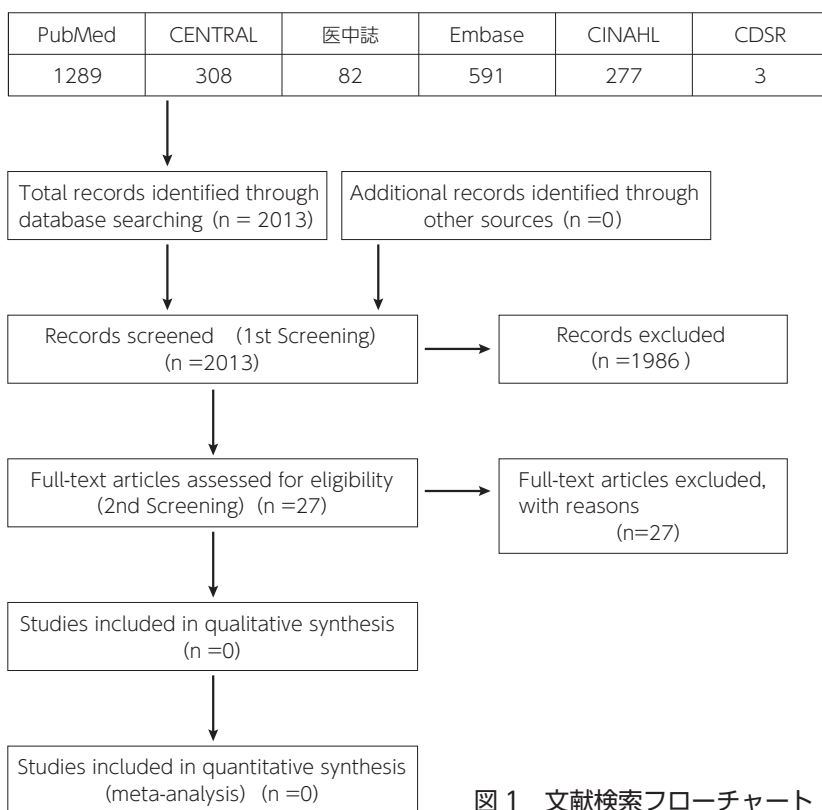 PubMed CENTRAL 医中誌 Embase CINAHL CDSR
1289 308 82 591 277 3
Total records identified through
database searching (n = 2013)
Additional records identified through
other sources (n =0)
Records screened (1st Screening)
(n =2013)
Records excluded
(n =1986 )
Full-text articles assessed for eligibility
(2nd Screening) (n =27)
Full-text articles excluded,
with reasons
(n=27)
Studies included in qualitative synthesis
(n =0)
Studies included in quantitative synthesis
(meta-analysis) (n =0)
図 1 文献検索フローチャート